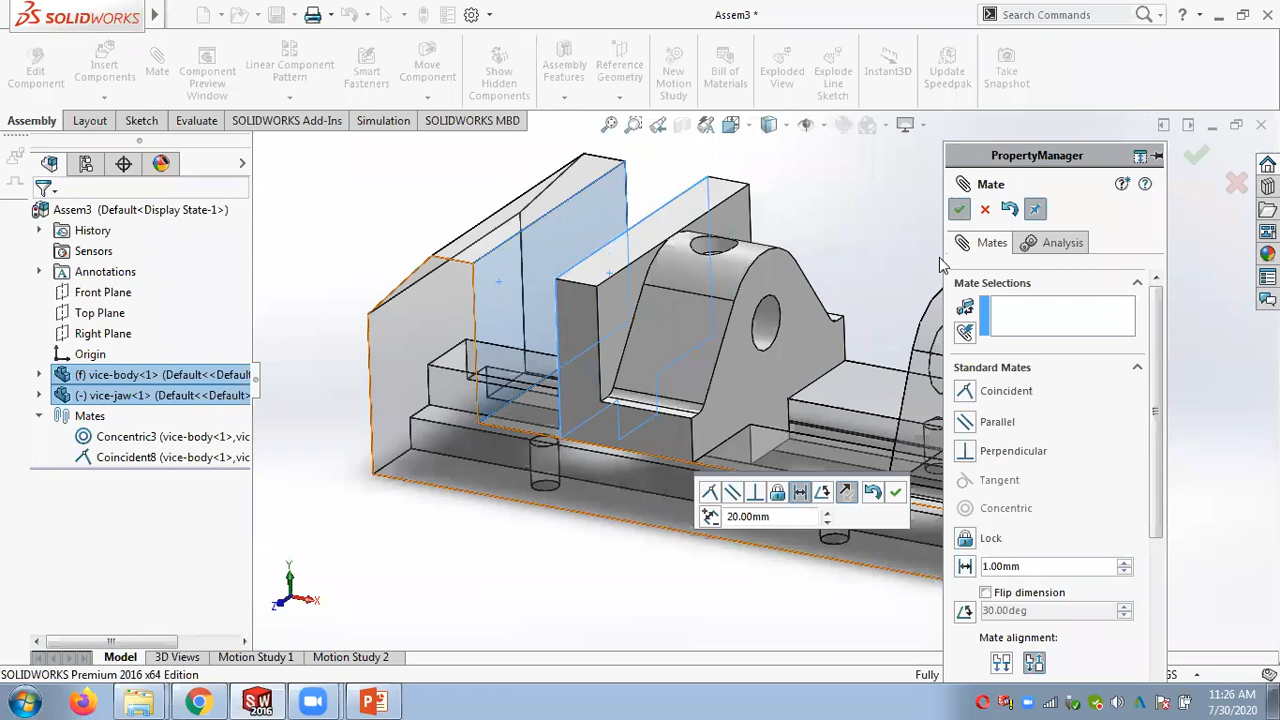 SOLIDWORKS
Assem3 *
Search Commands
Edit Component
Insert Components
Mate
Component Preview Window
Linear Component Pattern
Smart Fasteners
Move Component
Show Hidden Components
Assembly Features
Reference Geometry
New Motion Study
Bill of Materials
Exploded View
Explode Line Sketch
Instant3D
Update Speedpak
Take Snapshot
Assembly
Layout
Sketch
Evaluate
SOLIDWORKS Add-Ins
Simulation
SOLIDWORKS MBD
Assem3 (Default<Display State-1>)
History
Sensors
Annotations
Front Plane
Top Plane
Right Plane
Origin
(f) vice-body<1> (Default<<Default
(-) vice-jaw<1> (Default<<Default>
Mates
Concentric3 (vice-body<1>,vic
Coincident8 (vice-body<1>,vic
Y
X
Z
20.00mm
PropertyManager
Mate
Mates
Analysis
Mate Selections
Standard Mates
Coincident
Parallel
Perpendicular
Tangent
Concentric
Lock
1.00mm
Flip dimension
30.00deg
Mate alignment:
Model
3D Views
Motion Study 1
Motion Study 2
SOLIDWORKS Premium 2016 x64 Edition
Fully
SW 2016
11:26 AM
7/30/2020